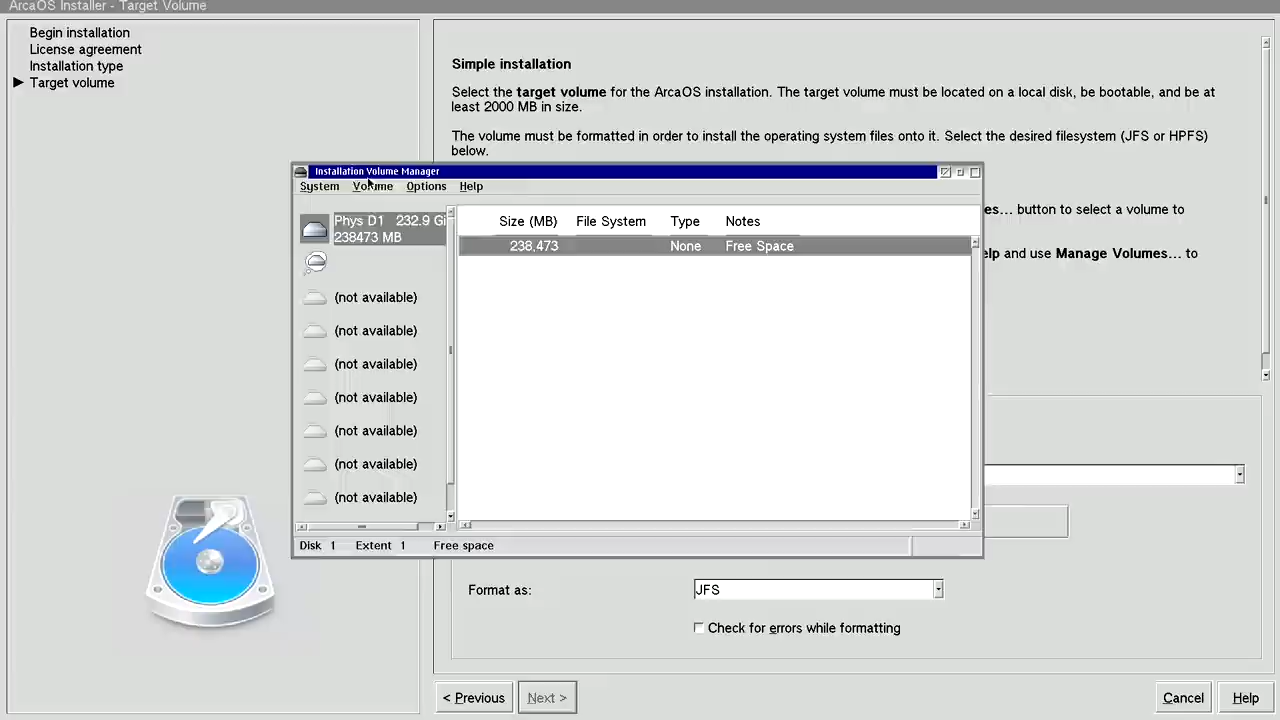 ArcaOS Installer - Target Volume
Begin installation
License agreement
Installation type
Target volume
Simple installation
Select the target volume for the ArcaOS installation. The target volume must be located on a local disk, be bootable, and be at
least 2000 MB in size.
The volume must be formatted in order to install the operating system files onto it. Select the desired filesystem (JFS or HPFS)
below.
es... button to select a volume to
elp and use Manage Volumes... to
Installation Volume Manager
System Volume Options Help
Phys D1 232.9 Gi
238473 MB
(not available)
(not available)
(not available)
(not available)
(not available)
(not available)
(not available)
Size (MB) File System Type Notes
238,473 None Free Space
Disk 1 Extent 1 Free space
Format as: JFS
Check for errors while formatting
< Previous Next > Cancel Help